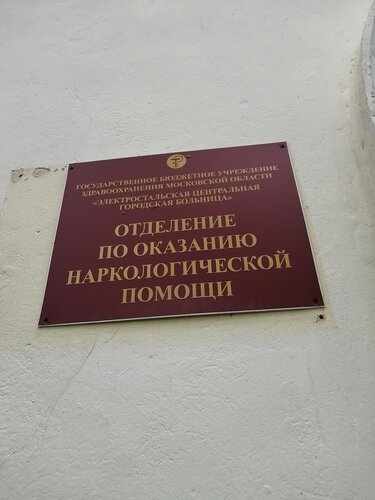 ГОСУДАРСТВЕННОЕ БЮДЖЕТНОЕ УЧРЕЖДЕНИЕ
ЗДРАВООХРАНЕНИЯ МОСКОВСКОЙ ОБЛАСТИ
«ЭЛЕКТРОСТАЛЬСКАЯ ЦЕНТРАЛЬНАЯ
ГОРОДСКАЯ БОЛЬНИЦА»
ОТДЕЛЕНИЕ
ПО ОКАЗАНИЮ
НАРКОЛОГИЧЕСКОЙ
ПОМОЩИ